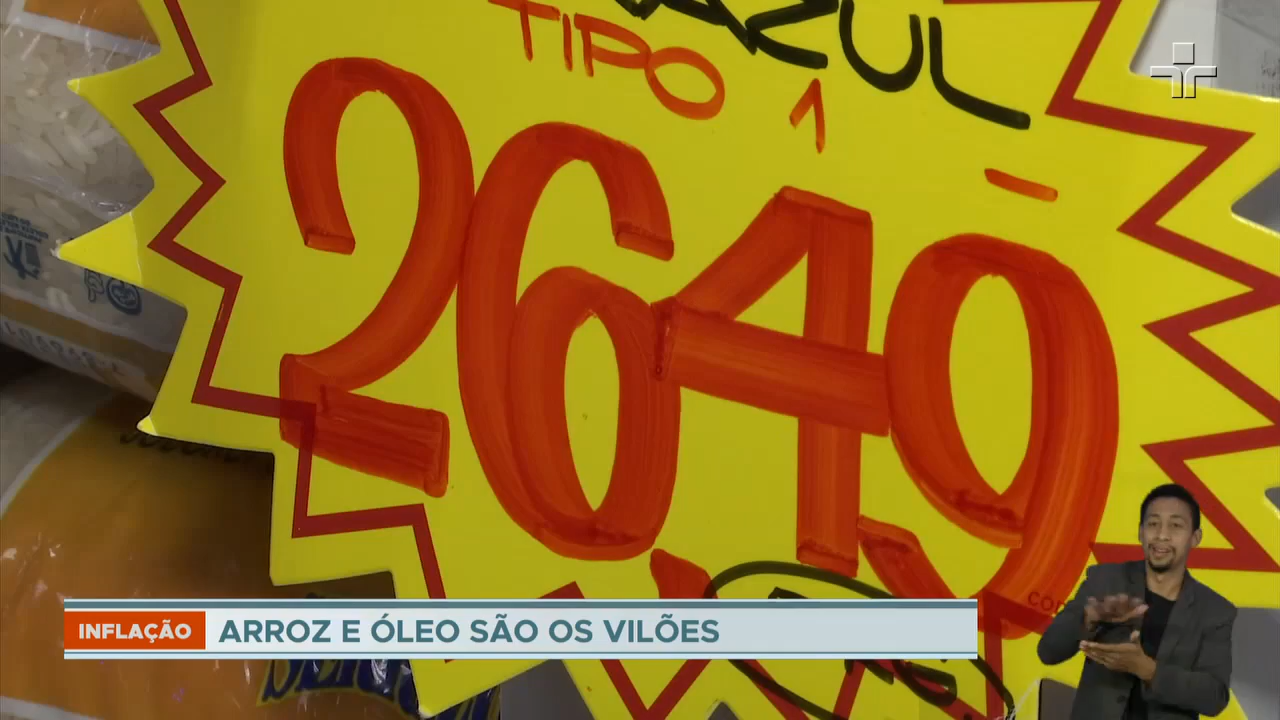 AZUL
TIPO 1
26,49
INFLAÇÃO
ARROZ E ÓLEO SÃO OS VILÕES